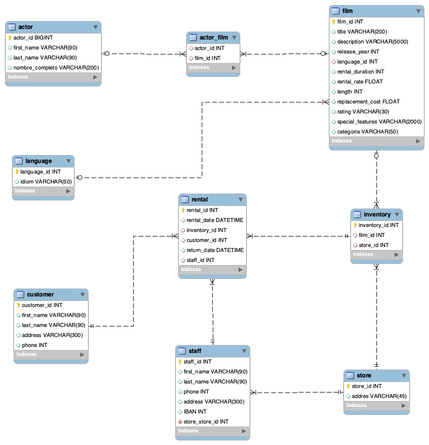 actor
actor_id BIGINT
first_name VARCHAR(90)
last_name VARCHAR(90)
nombre_completo VARCHAR(200)
Indexes
actor_film
actor_id INT
film_id INT
Indexes
film
film_id INT
title VARCHAR(200)
description VARCHAR(5000)
release_year INT
language_id INT
rental_duration INT
rental_rate FLOAT
length INT
replacement_cost FLOAT
rating VARCHAR(30)
special_features VARCHAR(2000)
categoria VARCHAR(50)
Indexes
language
language_id INT
idiom VARCHAR(50)
Indexes
rental
rental_id INT
rental_date DATETIME
inventory_id INT
customer_id INT
return_date DATETIME
staff_id INT
Indexes
inventory
inventory_id INT
film_id INT
store_id INT
Indexes
customer
customer_id INT
first_name VARCHAR(90)
last_name VARCHAR(90)
address VARCHAR(300)
phone INT
Indexes
staff
staff_id INT
first_name VARCHAR(90)
last_name VARCHAR(90)
phone INT
address VARCHAR(300)
IBAN INT
store_store_id INT
Indexes
store
store_id INT
addres VARCHAR(45)
Indexes